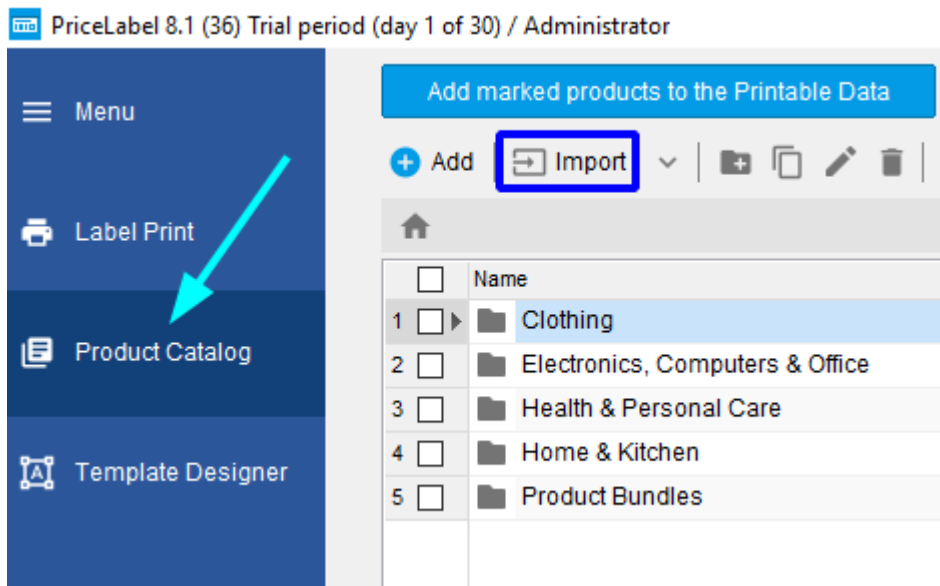 PriceLabel 8.1 (36) Trial period (day 1 of 30) / Administrator
Menu
Label Print
Product Catalog
Template Designer
Add marked products to the Printable Data
Add Import
Name
1 Clothing
2 Electronics, Computers & Office
3 Health & Personal Care
4 Home & Kitchen
5 Product Bundles